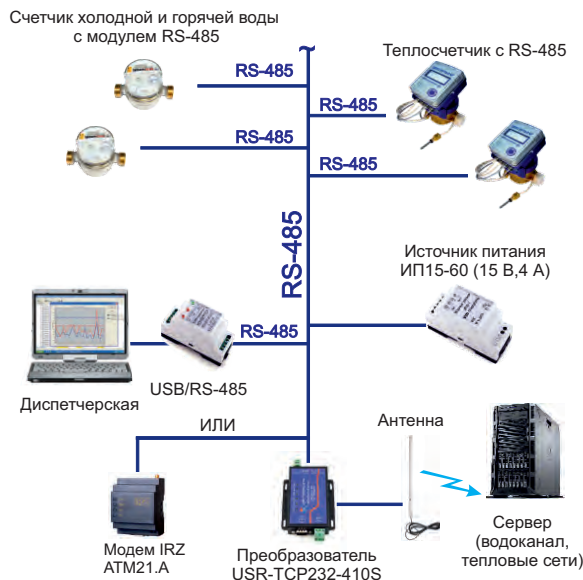 Счетчик холодной и горячей воды
с модулем RS-485
Теплосчетчик с RS-485
RS-485
RS-485
RS-485
RS-485
RS-485
Источник питания
ИП15-60 (15 В,4 А)
RS-485
USB/RS-485
Диспетчерская
ИЛИ
Антенна
Модем IRZ
ATM21.A
Преобразователь
USR-TCP232-410S
Сервер
(водоканал,
тепловые сети)